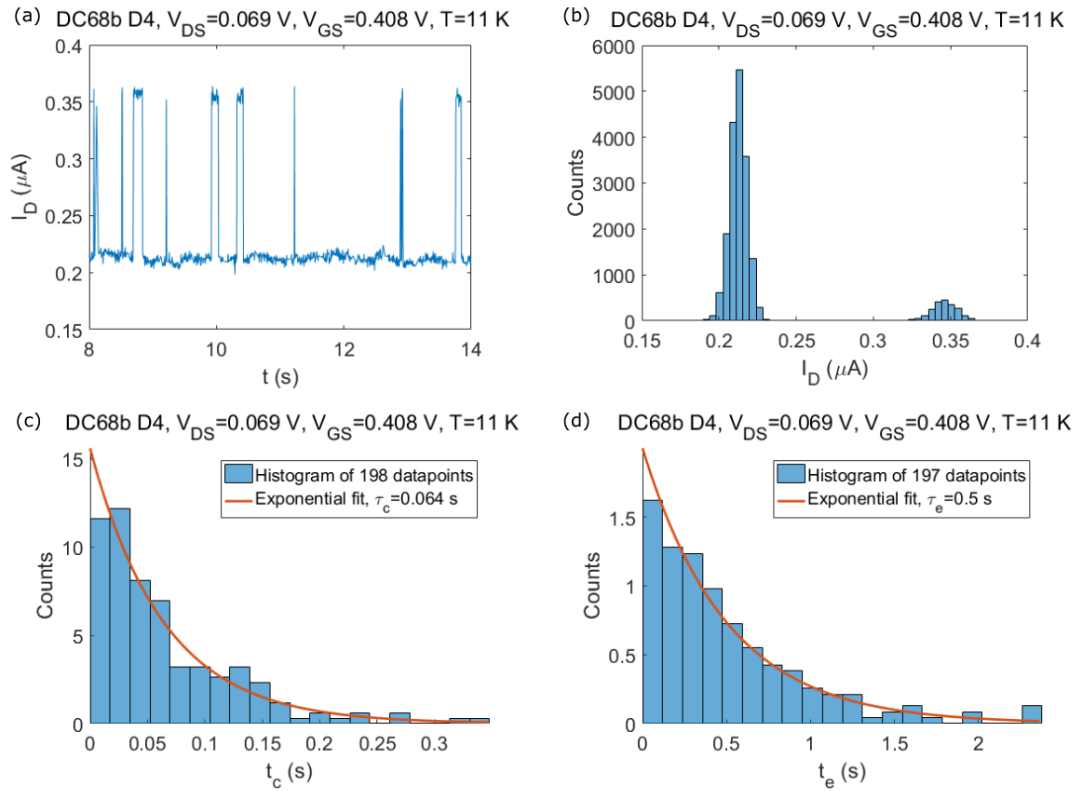 (a) DC68b D4, V_DS=0.069 V, V_GS=0.408 V, T=11 K
0.4
0.35
0.3
0.25
0.2
0.15
I_D (μA)
8
10
12
14
t (s)
(b) DC68b D4, V_DS=0.069 V, V_GS=0.408 V, T=11 K
6000
5000
4000
3000
2000
1000
0
Counts
0.15
0.2
0.25
0.3
0.35
0.4
I_D (μA)
(c) DC68b D4, V_DS=0.069 V, V_GS=0.408 V, T=11 K
15
10
5
0
Counts
Histogram of 198 datapoints
Exponential fit, τ_c=0.064 s
0
0.05
0.1
0.15
0.2
0.25
0.3
t_c (s)
(d) DC68b D4, V_DS=0.069 V, V_GS=0.408 V, T=11 K
1.5
1
0.5
0
Counts
Histogram of 197 datapoints
Exponential fit, τ_e=0.5 s
0
0.5
1
1.5
2
t_e (s)